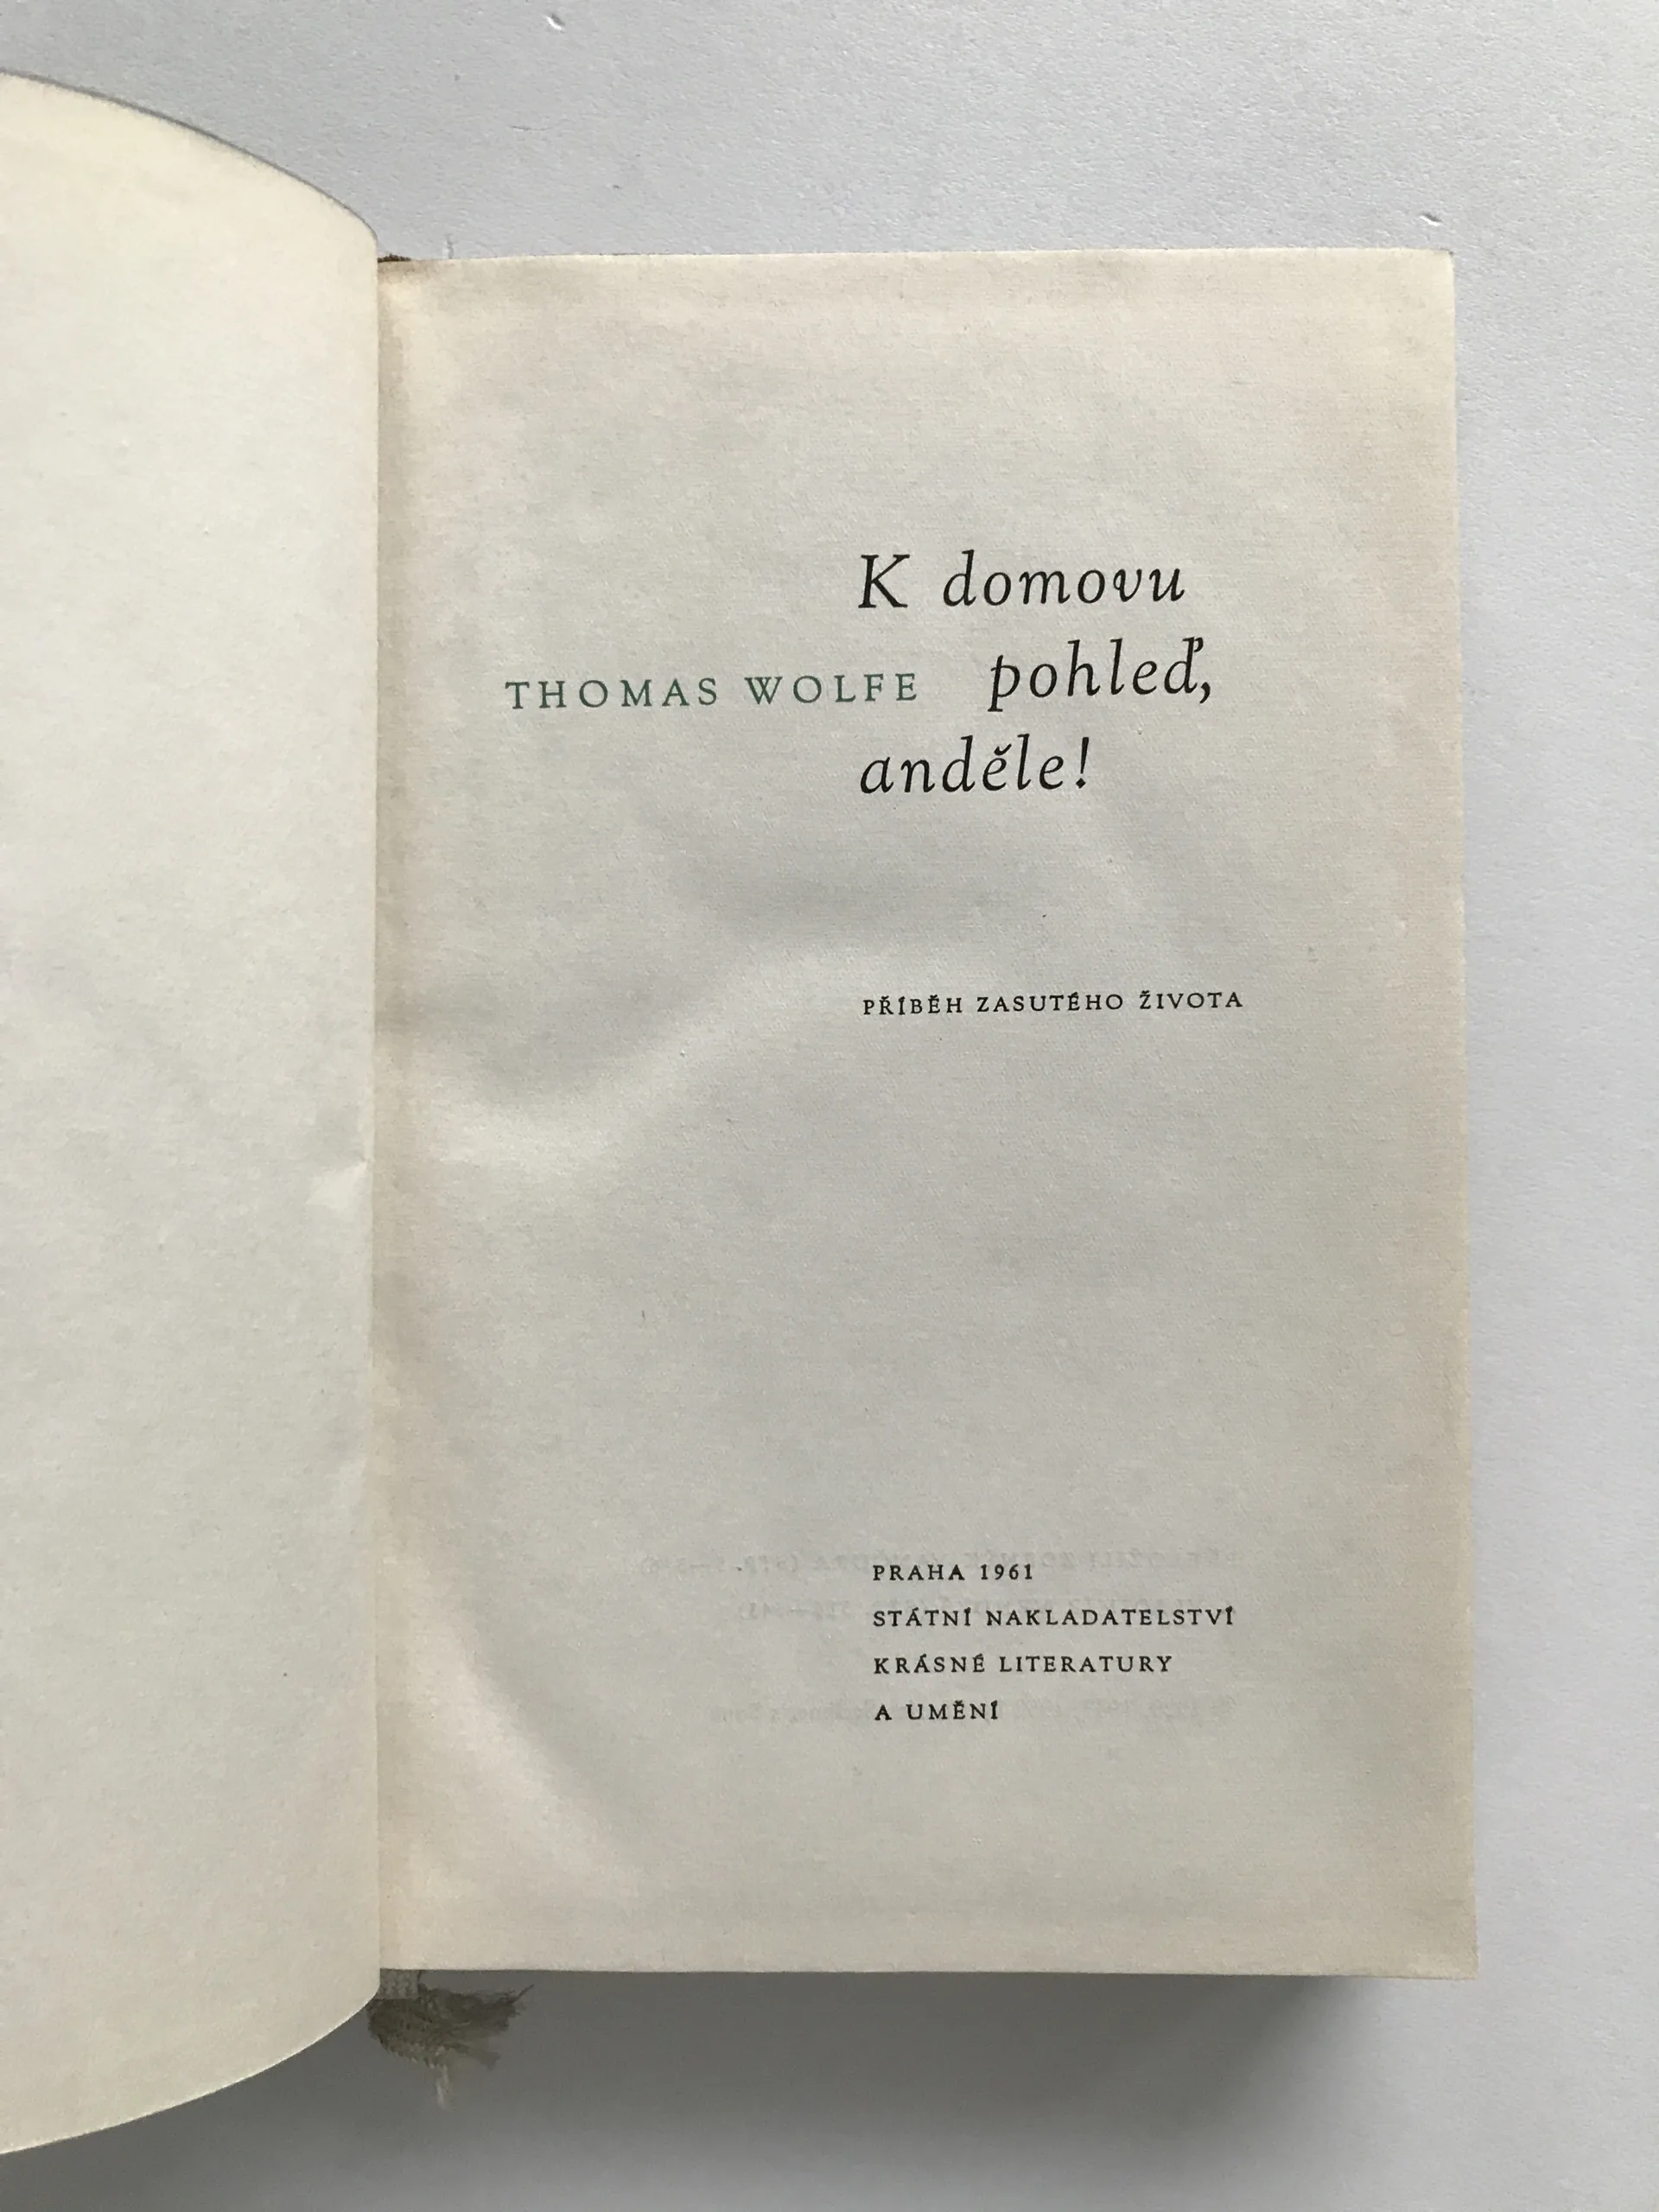 K domovu
THOMAS WOLFE pohleď,
anděle!
PŘÍBĚH ZASUTÉHO ŽIVOTA
PRAHA 1961
STÁTNÍ NAKLADATELSTVÍ
KRÁSNÉ LITERATURY
A UMĚNÍ